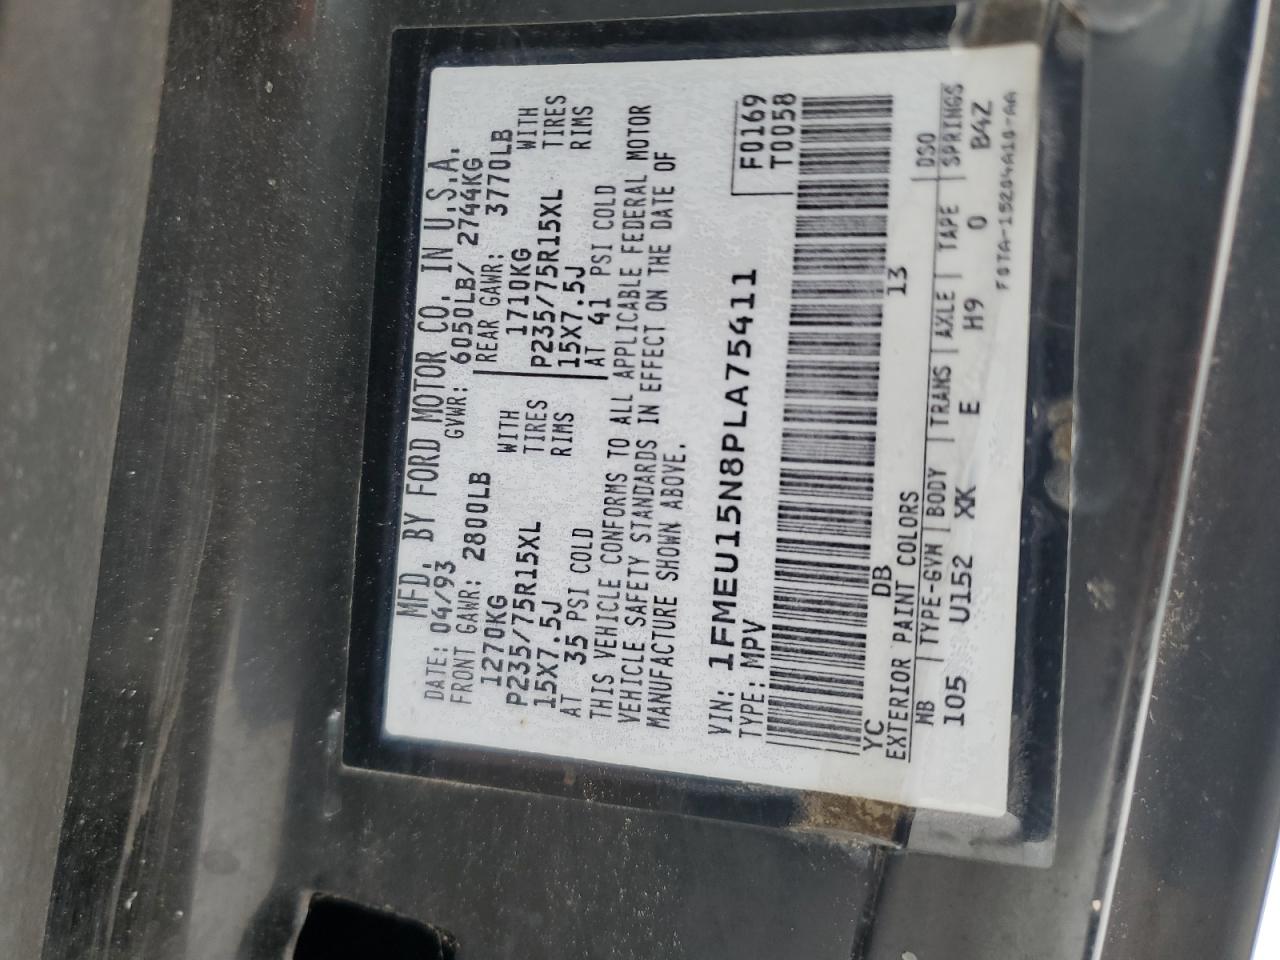 MFD. BY FORD MOTOR CO. IN U.S.A.
DATE: 04/93 GVWR: 6050LB/ 2744KG
FRONT GAWR: 2800LB REAR GAWR: 3770LB
1270KG WITH 1710KG WITH
P235/75R15XL TIRES P235/75R15XL TIRES
15X7.5J RIMS 15X7.5J RIMS
AT 35 PSI COLD AT 41 PSI COLD
THIS VEHICLE CONFORMS TO ALL APPLICABLE FEDERAL MOTOR
VEHICLE SAFETY STANDARDS IN EFFECT ON THE DATE OF
MANUFACTURE SHOWN ABOVE.
VIN: 1FMEU15N8PLA75411 F0169
TYPE: MPV T0058
YC DB 13
EXTERIOR PAINT COLORS DSO
WB TYPE-GVW BODY TRANS AXLE TAPE SPRINGS
105 U152 XK E H9 0 B4Z
F0TA-15204A10-AA